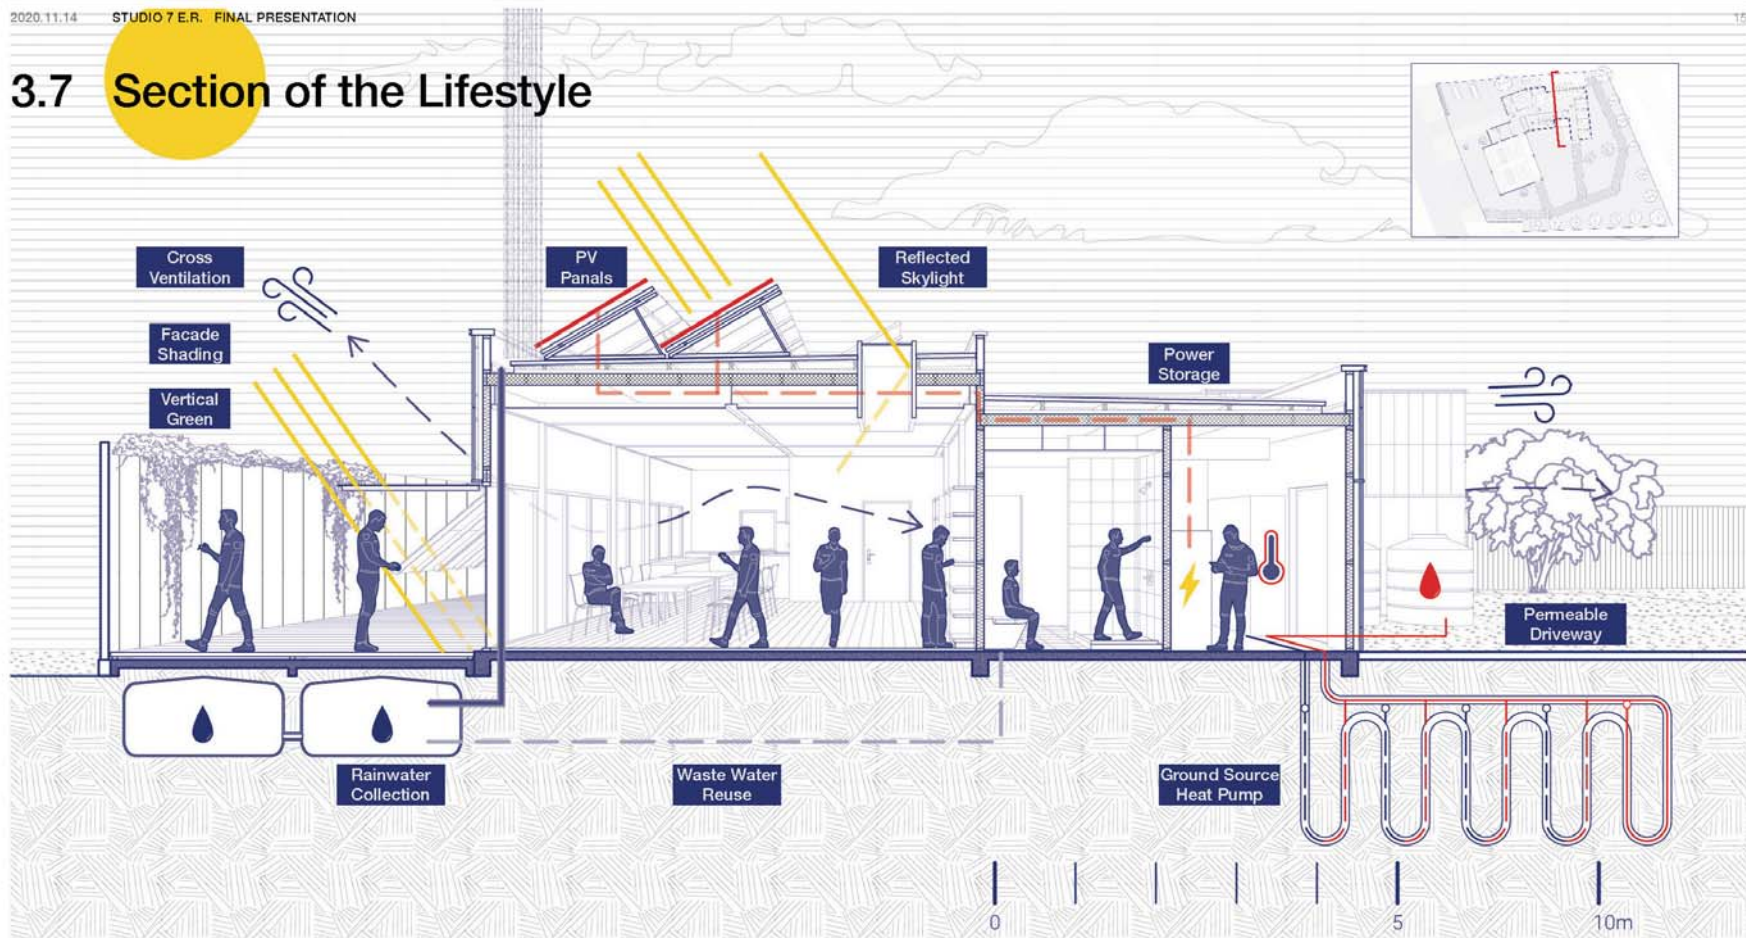 2020.11.14 STUDIO 7 E.R. FINAL PRESENTATION 15
3.7 Section of the Lifestyle
Cross
Ventilation
PV
Panals
Reflected
Skylight
Facade
Shading
Vertical
Green
Power
Storage
Permeable
Driveway
Rainwater
Collection
Waste Water
Reuse
Ground Source
Heat Pump
0 5 10m